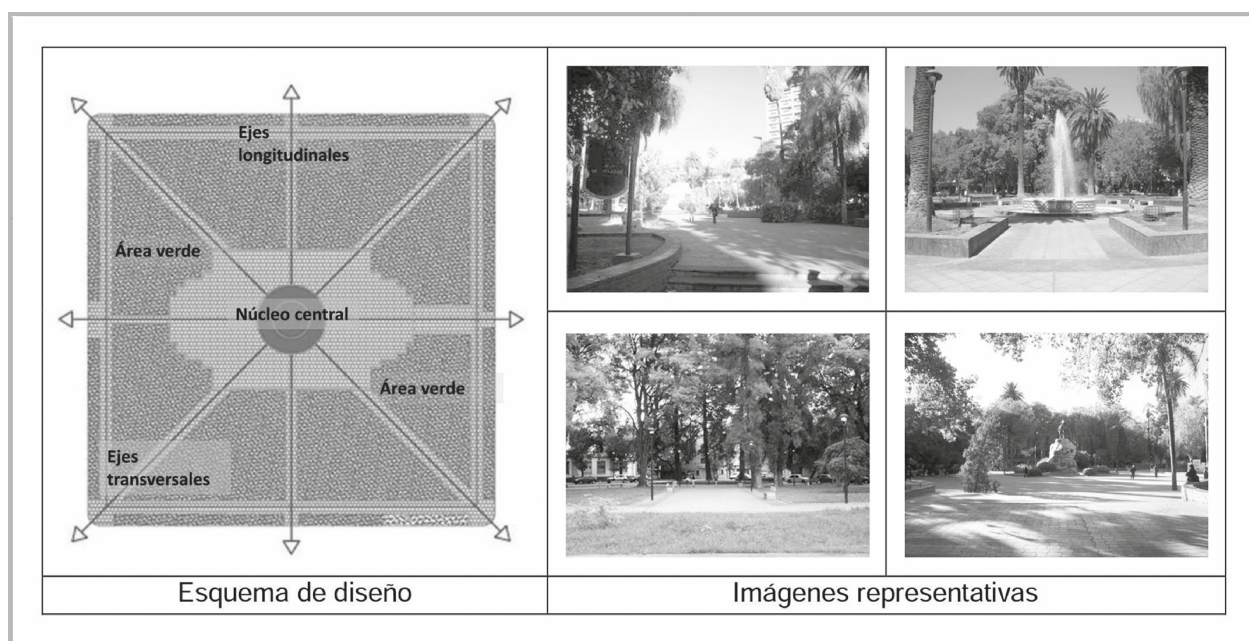 Ejes
longitudinales
Área verde
Núcleo central
Área verde
Ejes
transversales
Esquema de diseño
Imágenes representativas